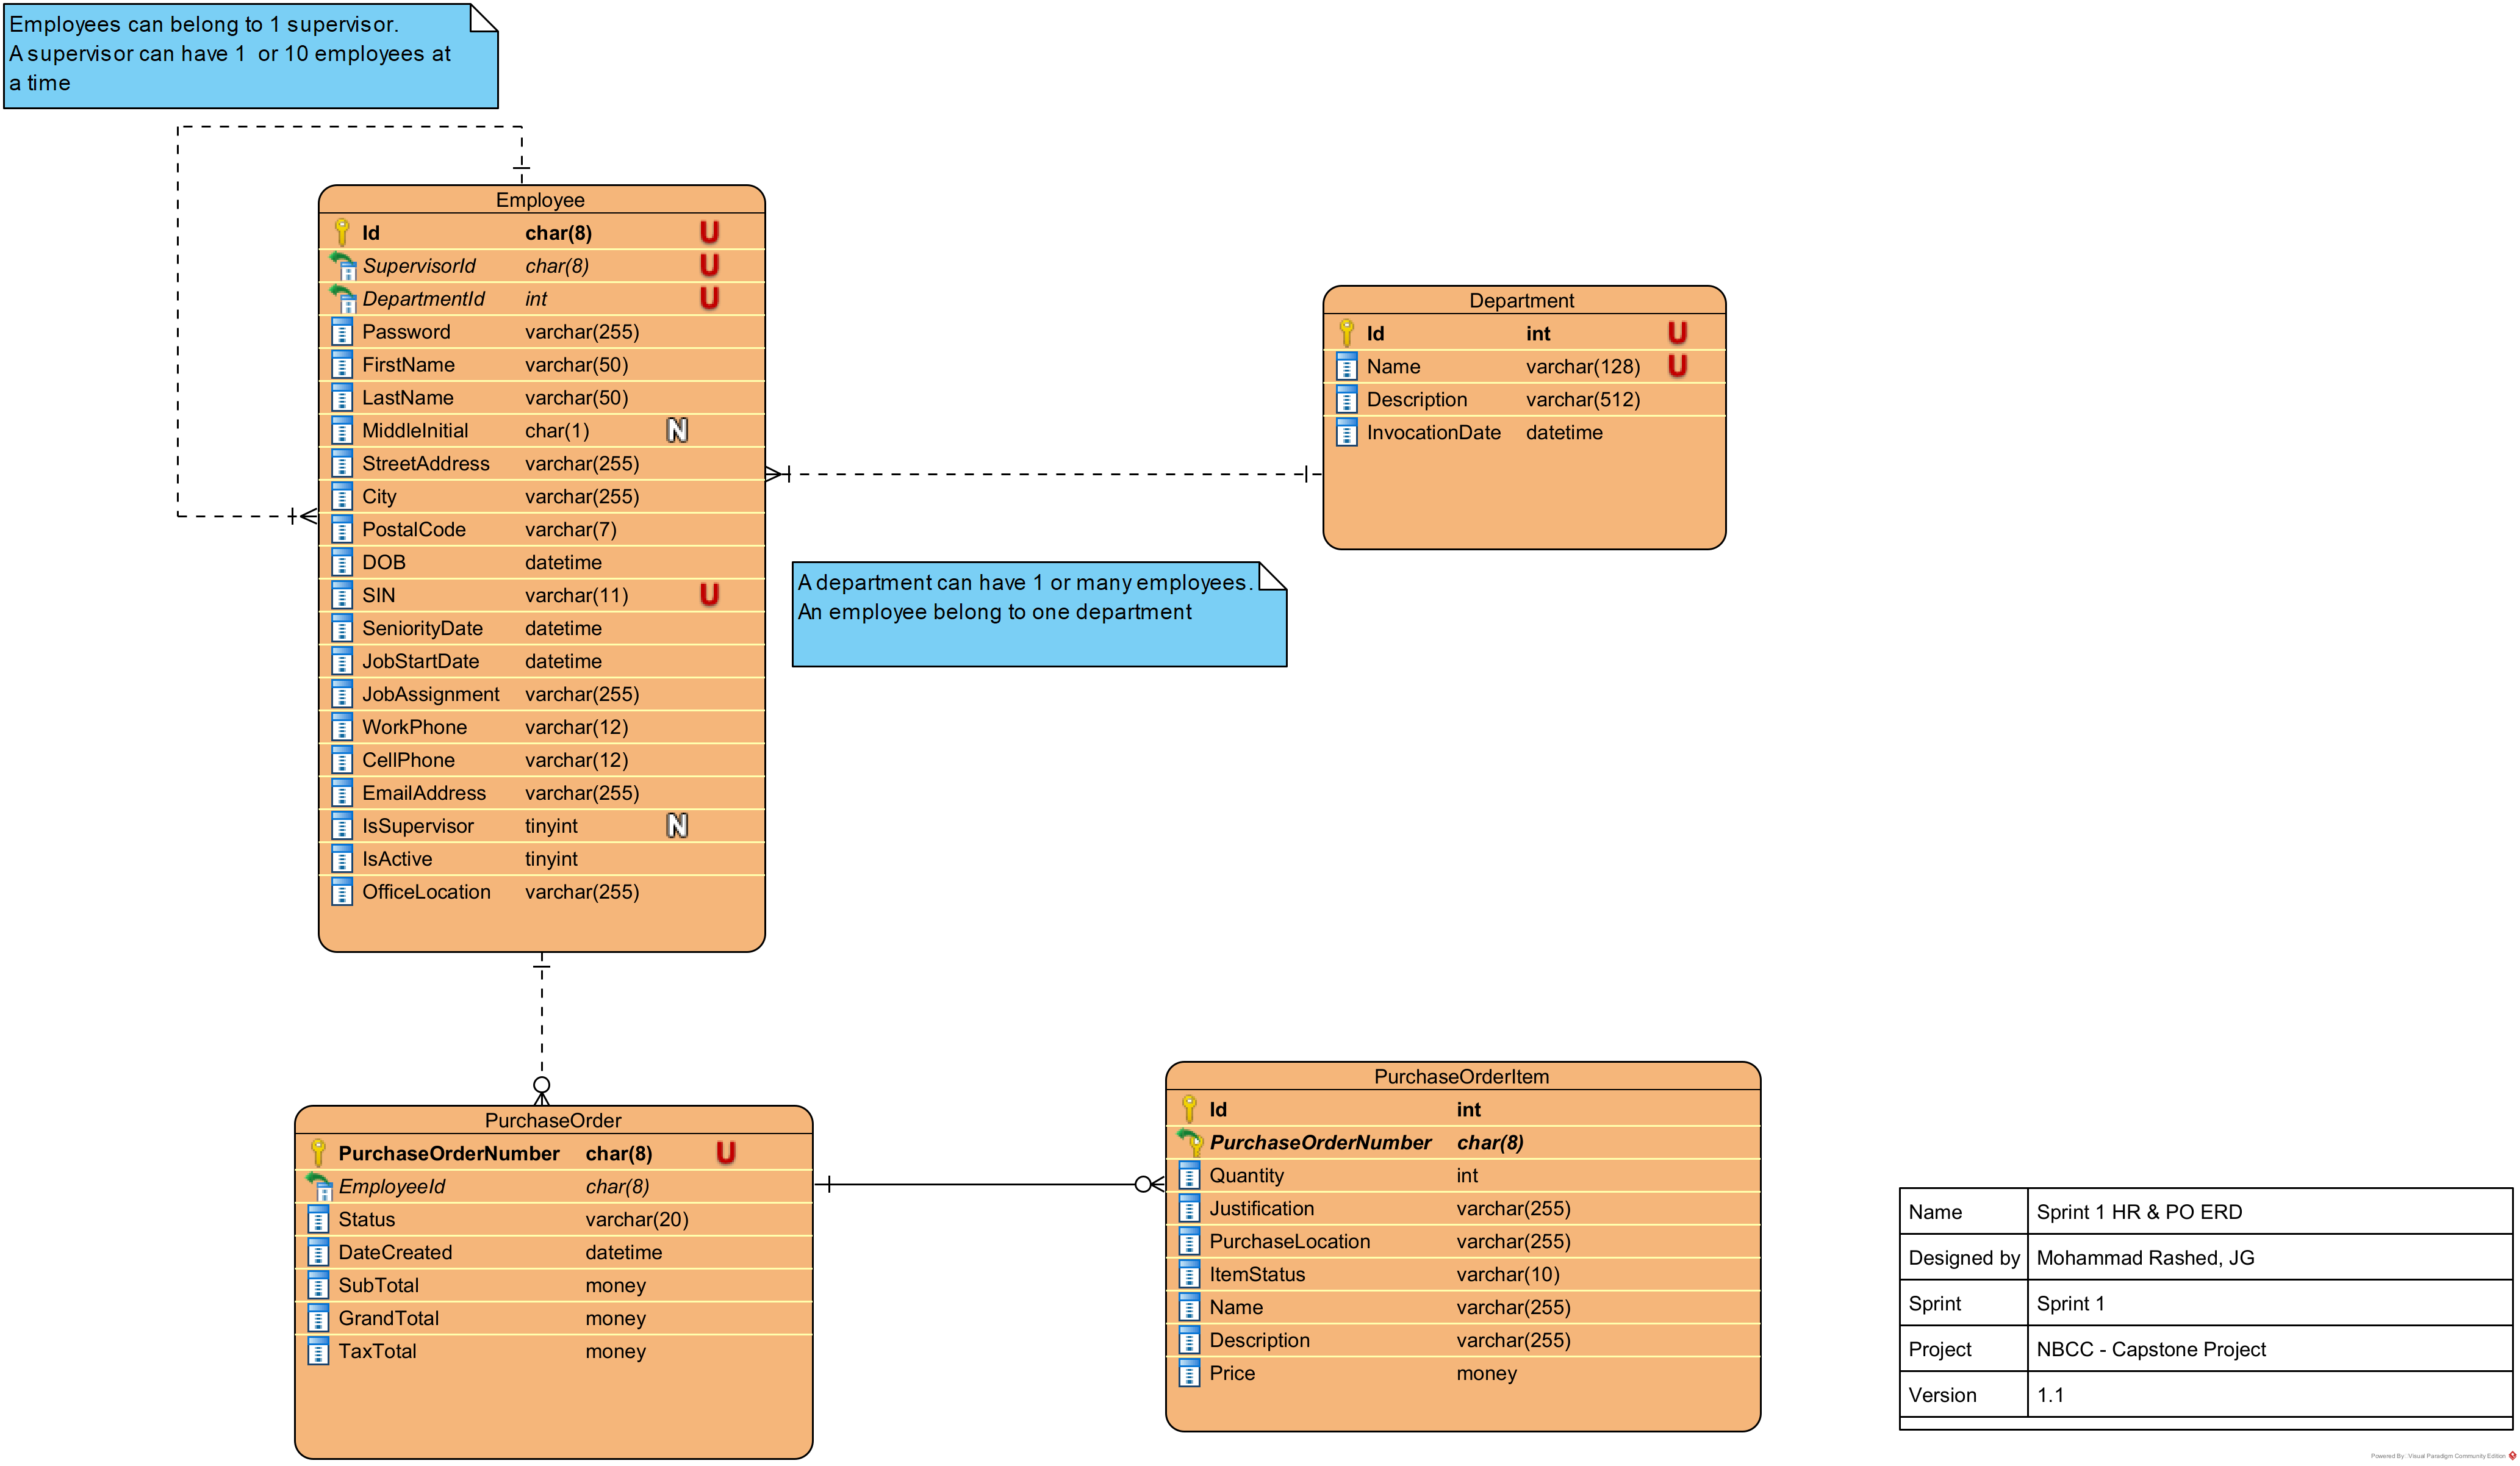 Employees can belong to 1 supervisor.
A supervisor can have 1  or 10 employees at
a time
Employee
Id char(8) U
SupervisorId char(8) U
DepartmentId int U
Password varchar(255)
FirstName varchar(50)
LastName varchar(50)
MiddleInitial char(1) N
StreetAddress varchar(255)
City varchar(255)
PostalCode varchar(7)
DOB datetime
SIN varchar(11) U
SeniorityDate datetime
JobStartDate datetime
JobAssignment varchar(255)
WorkPhone varchar(12)
CellPhone varchar(12)
EmailAddress varchar(255)
IsSupervisor tinyint N
IsActive tinyint
OfficeLocation varchar(255)
Department
Id int U
Name varchar(128) U
Description varchar(512)
InvocationDate datetime
A department can have 1 or many employees.
An employee belong to one department
PurchaseOrder
PurchaseOrderNumber char(8) U
EmployeeId char(8)
Status varchar(20)
DateCreated datetime
SubTotal money
GrandTotal money
TaxTotal money
PurchaseOrderItem
Id int
PurchaseOrderNumber char(8)
Quantity int
Justification varchar(255)
PurchaseLocation varchar(255)
ItemStatus varchar(10)
Name varchar(255)
Description varchar(255)
Price money
Name Sprint 1 HR & PO ERD
Designed by Mohammad Rashed, JG
Sprint Sprint 1
Project NBCC - Capstone Project
Version 1.1
Powered By: Visual Paradigm Community Edition